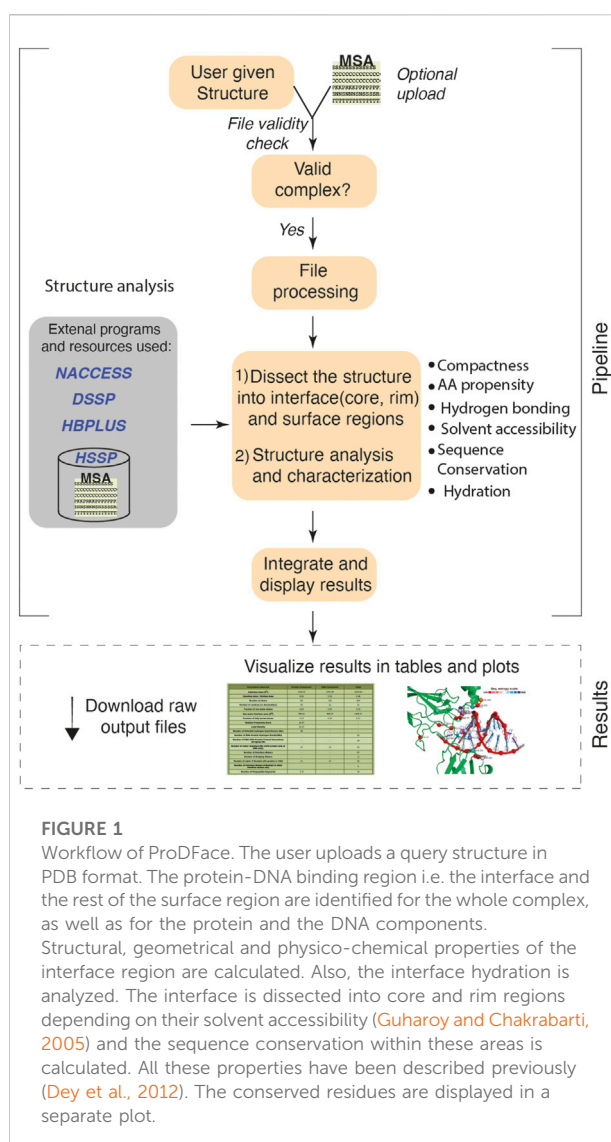 User given
Structure
MSA
Optional
upload
File validity
check
Valid
complex?
Yes
File
processing
Structure analysis
Extenal programs
and resources used:
NACCESS
DSSP
HBPLUS
HSSP
MSA
1) Dissect the structure
into interface(core, rim)
and surface regions
2) Structure analysis
and characterization
• Compactness
• AA propensity
• Hydrogen bonding
• Solvent accessibility
• Sequence
Conservation
• Hydration
Integrate and
display results
Pipeline
Visualize results in tables and plots
Download raw
output files
Results
FIGURE 1
Workflow of ProDFace. The user uploads a query structure in
PDB format. The protein-DNA binding region i.e. the interface and
the rest of the surface region are identified for the whole complex,
as well as for the protein and the DNA components.
Structural, geometrical and physico-chemical properties of the
interface region are calculated. Also, the interface hydration is
analyzed. The interface is dissected into core and rim regions
depending on their solvent accessibility (Guharoy and Chakrabarti,
2005) and the sequence conservation within these areas is
calculated. All these properties have been described previously
(Dey et al., 2012). The conserved residues are displayed in a
separate plot.